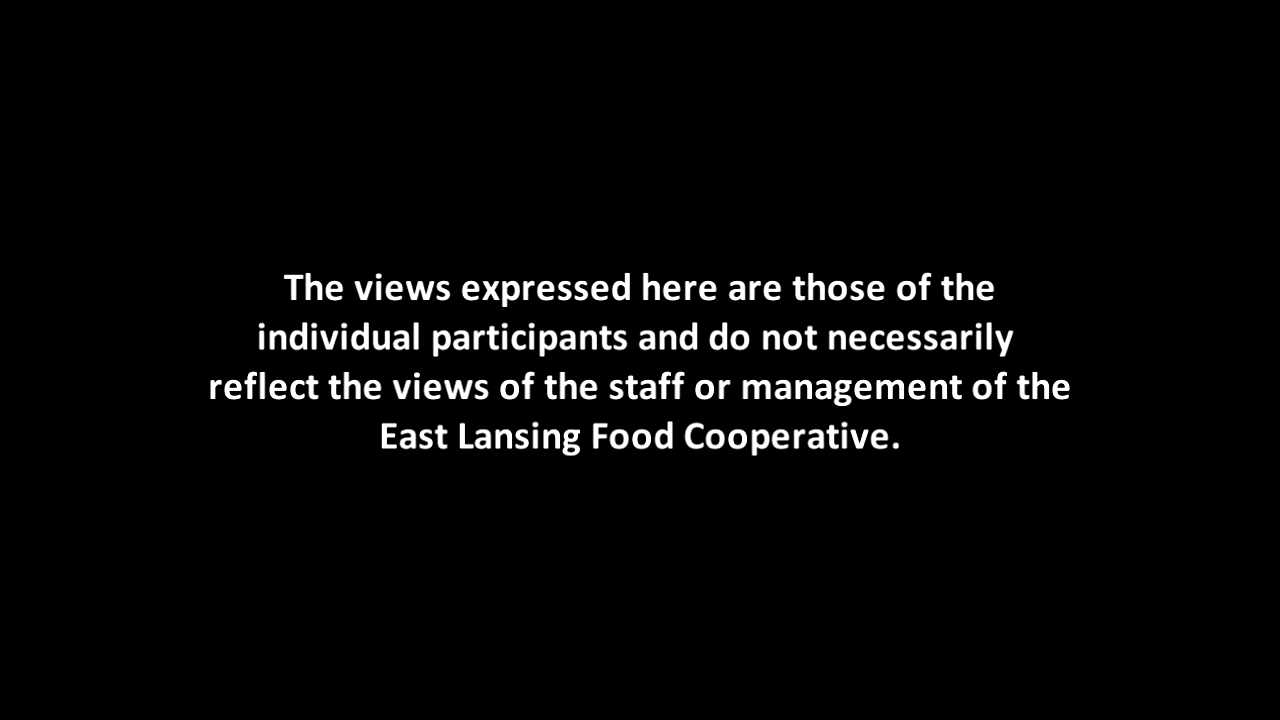 The views expressed here are those of the
individual participants and do not necessarily
reflect the views of the staff or management of the
East Lansing Food Cooperative.